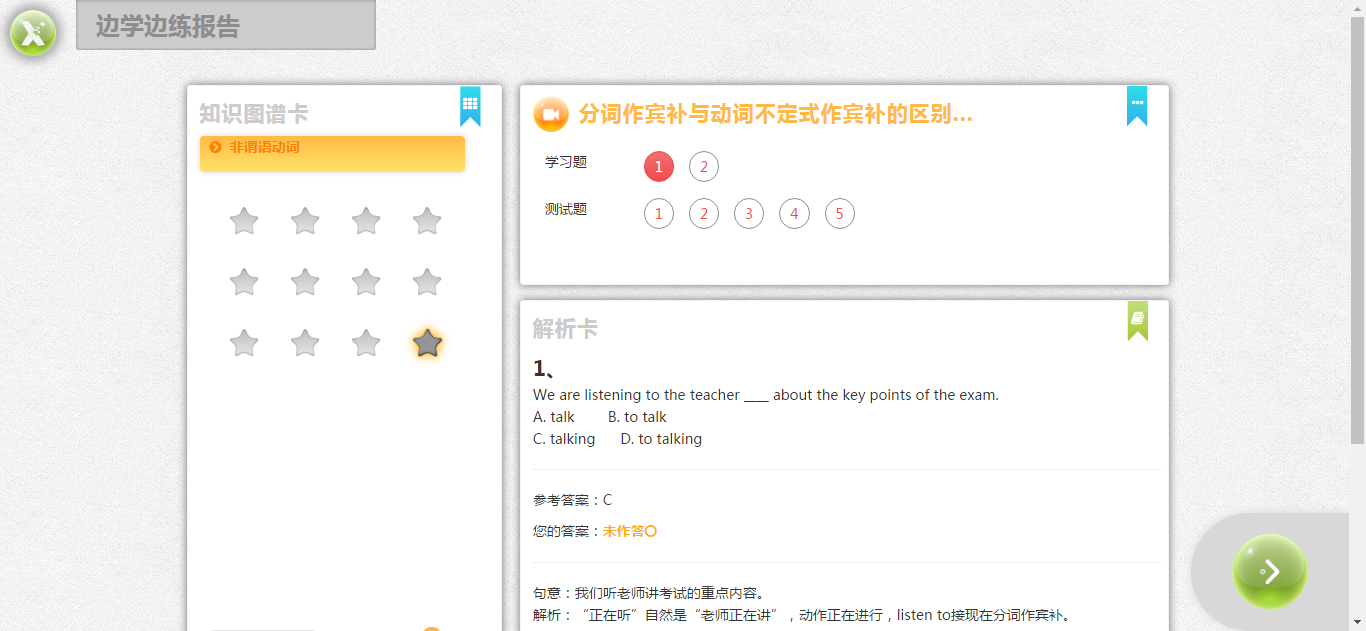 边学边练报告
知识图谱卡
非谓语动词
分词作宾补与动词不定式作宾补的区别...
学习题 1 2
测试题 1 2 3 4 5
解析卡
1、
We are listening to the teacher ____ about the key points of the exam.
A. talk B. to talk
C. talking D. to talking
参考答案：C
您的答案：未作答〇
句意：我们听老师讲考试的重点内容。
解析：“正在听”自然是“老师正在讲”，动作正在进行，listen to接现在分词作宾补。